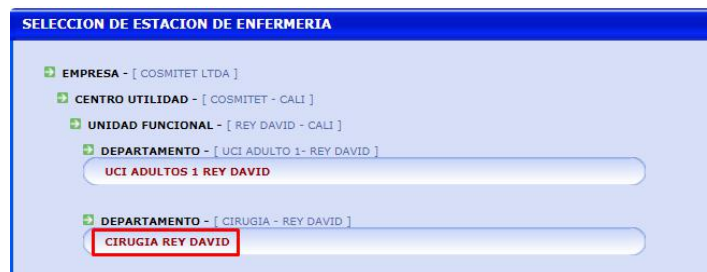 SELECCION DE ESTACION DE ENFERMERIA
EMPRESA - [ COSMITET LTDA ]
CENTRO UTILIDAD - [ COSMITET - CALI ]
UNIDAD FUNCIONAL - [ REY DAVID - CALI ]
DEPARTAMENTO - [ UCI ADULTO 1- REY DAVID ]
UCI ADULTOS 1 REY DAVID
DEPARTAMENTO - [ CIRUGIA - REY DAVID ]
CIRUGIA REY DAVID